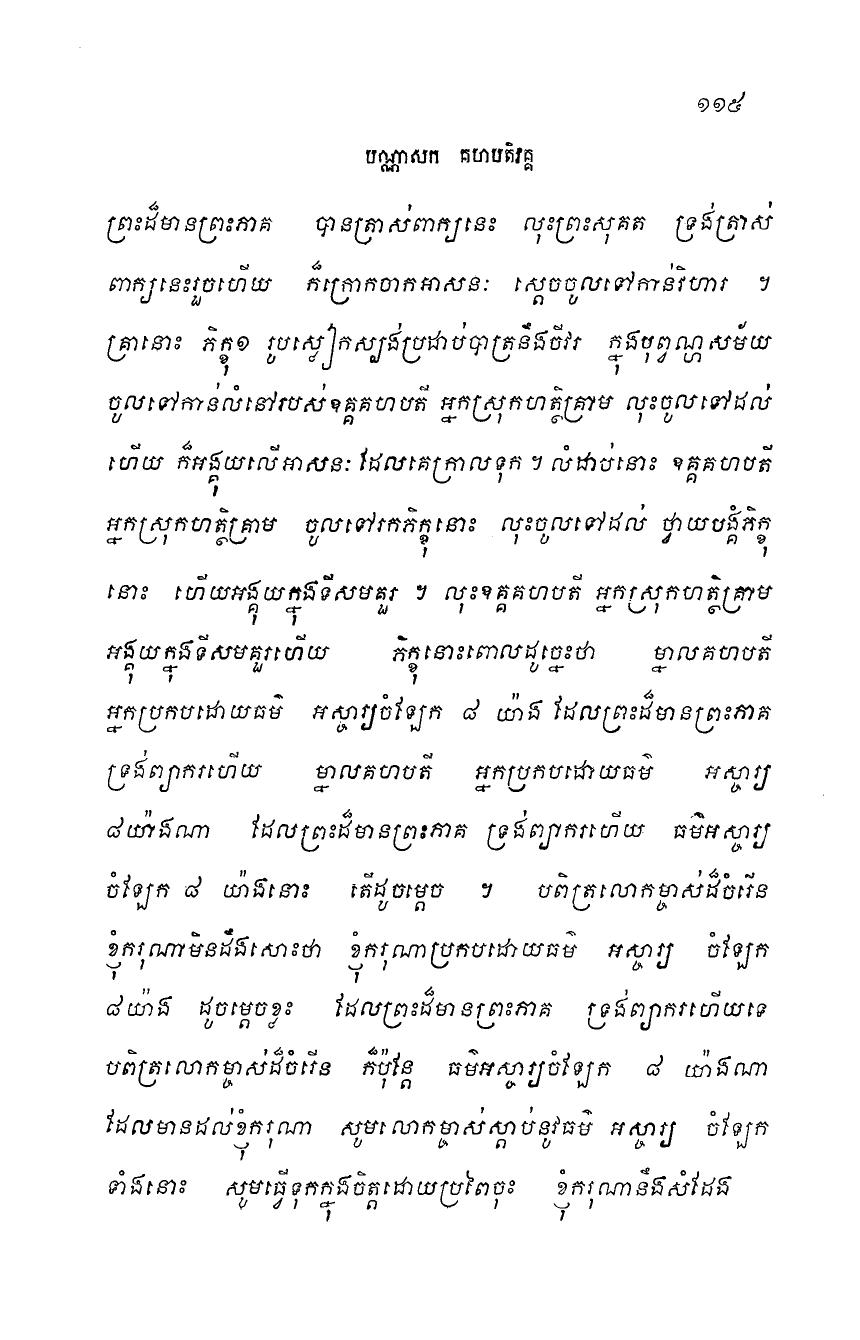 ១១៥
បណ្ណាសក គហបតិវគ្គ
ព្រះដ៏មានព្រះភាគ បានត្រាស់ពាក្យនេះ លុះព្រះសុគត ទ្រង់ត្រាស់
ពាក្យនេះរួចហើយ ក៏ក្រោកចាកអាសនៈ ស្តេចចូលទៅកាន់វិហារ ។
គ្រានោះ ភិក្ខុ១ រូបស្លៀកស្បង់ប្រដាប់បាត្រនឹងចីវរ ក្នុងបុព្វណ្ហសម័យ
ចូលទៅកាន់លំនៅរបស់ឧគ្គគហបតី អ្នកស្រុកហត្ថិគ្រាម លុះចូលទៅដល់
ហើយ ក៏អង្គុយលើអាសនៈ ដែលគេក្រាលទុក ។ លំដាប់នោះ ឧគ្គគហបតី
អ្នកស្រុកហត្ថិគ្រាម ចូលទៅរកភិក្ខុនោះ លុះចូលទៅដល់ ថ្វាយបង្គំភិក្ខុ
នោះ ហើយអង្គុយក្នុងទីសមគួរ ។ លុះឧគ្គគហបតី អ្នកស្រុកហត្ថិគ្រាម
អង្គុយក្នុងទីសមគួរហើយ ភិក្ខុនោះពោលដូច្នេះថា ម្នាលគហបតី
អ្នកប្រកបដោយធម៌ អស្ចារ្យចំឡែក ៨ យ៉ាង ដែលព្រះដ៏មានព្រះភាគ
ទ្រង់ព្យាករហើយ ម្នាលគហបតី អ្នកប្រកបដោយធម៌ អស្ចារ្យ
៨យ៉ាងណា ដែលព្រះដ៏មានព្រះភាគ ទ្រង់ព្យាករហើយ ធម៌អស្ចារ្យ
ចំឡែក ៨ យ៉ាងនោះ តើដូចម្តេច ។ បពិត្រលោកម្ចាស់ដ៏ចំរើន
ខ្ញុំករុណាមិនដឹងសោះថា ខ្ញុំករុណាប្រកបដោយធម៌ អស្ចារ្យ ចំឡែក
៨យ៉ាង ដូចម្តេចខ្លះ ដែលព្រះដ៏មានព្រះភាគ ទ្រង់ព្យាករហើយទេ
បពិត្រលោកម្ចាស់ដ៏ចំរើន ក៏ប៉ុន្តែ ធម៌អស្ចារ្យចំឡែក ៨ យ៉ាងណា
ដែលមានដល់ខ្ញុំករុណា សូមលោកម្ចាស់ស្តាប់នូវធម៌ អស្ចារ្យ ចំឡែក
ទាំងនោះ សូមធ្វើទុកក្នុងចិត្តដោយប្រពៃចុះ ខ្ញុំករុណានឹងសំដែង